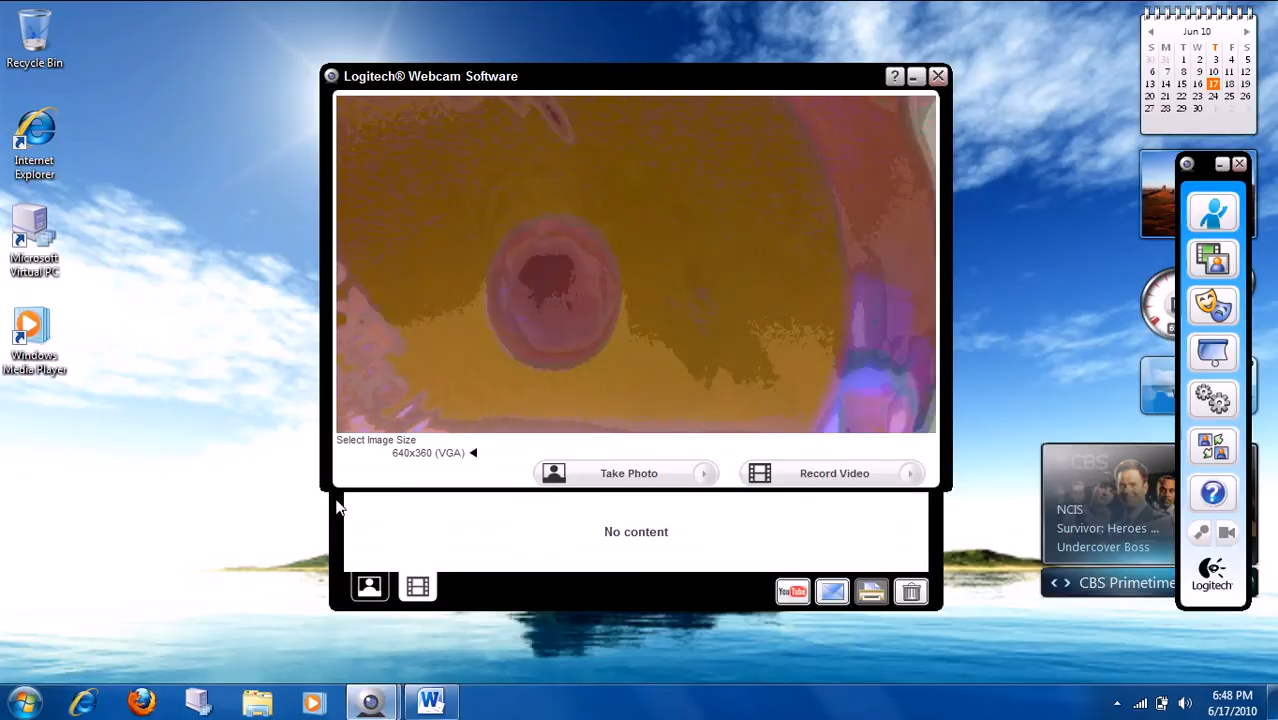 Recycle Bin
Internet
Explorer
Microsoft
Virtual PC
Windows
Media Player
Logitech® Webcam Software
?
Select Image Size
640x360 (VGA)
Take Photo
Record Video
No content
YouTube
Jun 10
S M T W T F S
30 31 1 2 3 4 5
6 7 8 9 10 11 12
13 14 15 16 17 18 19
20 21 22 23 24 25 26
27 28 29 30
CBS
NCIS
Survivor: Heroes ...
Undercover Boss
CBS Primetime
?
Logitech
W
6:48 PM
6/17/2010